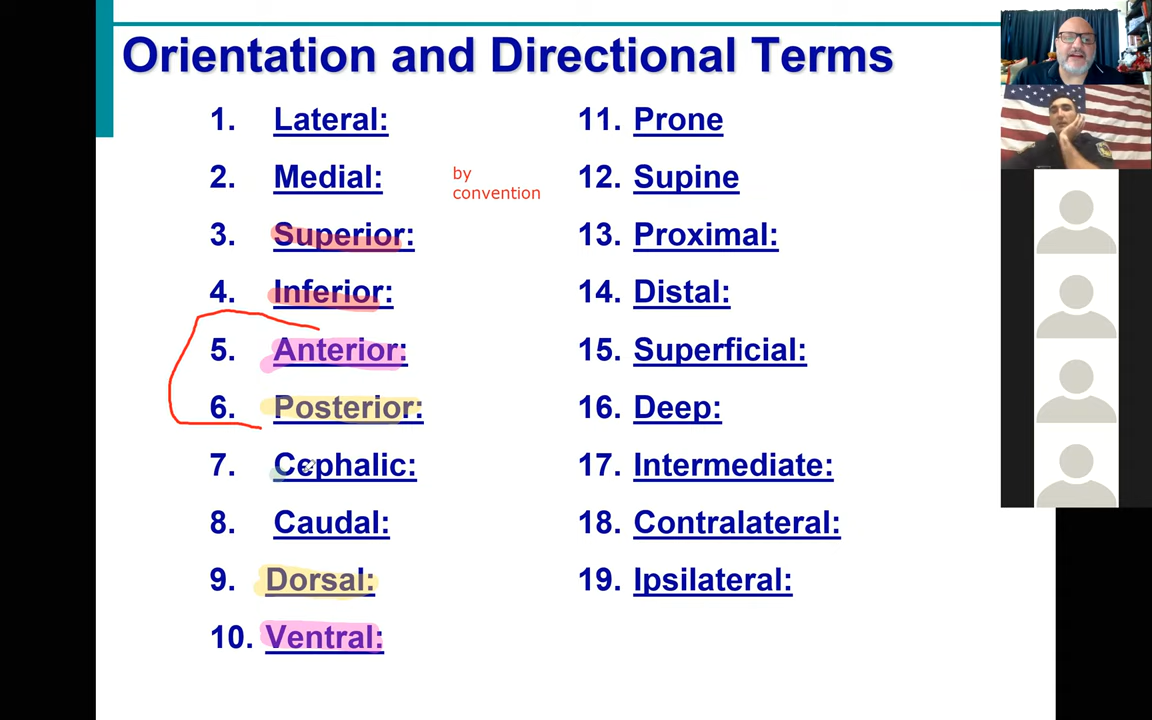 Orientation and Directional Terms
1. Lateral:
2. Medial:
by
convention
3. Superior:
4. Inferior:
5. Anterior:
6. Posterior:
7. Cephalic:
8. Caudal:
9. Dorsal:
10. Ventral:
11. Prone
12. Supine
13. Proximal:
14. Distal:
15. Superficial:
16. Deep:
17. Intermediate:
18. Contralateral:
19. Ipsilateral: